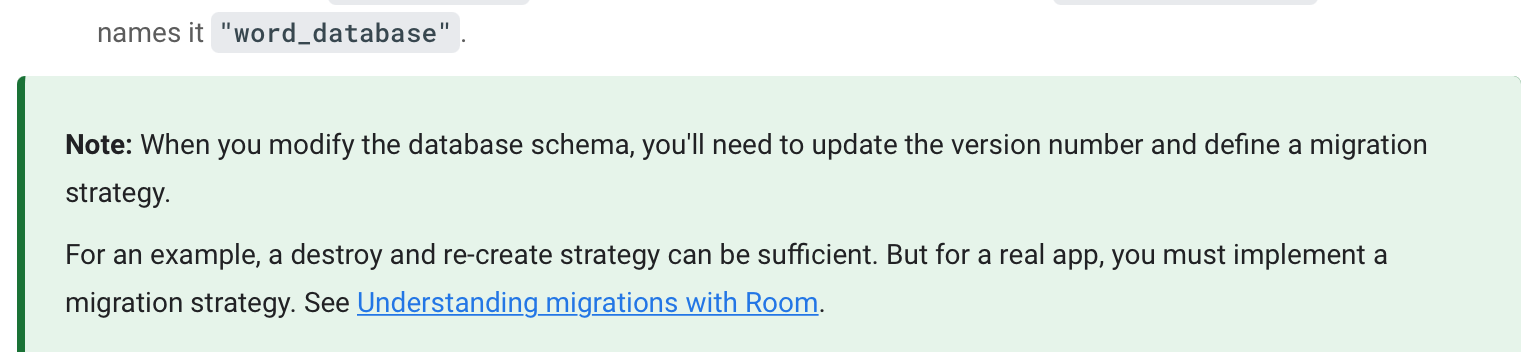 names it "word_database".
Note: When you modify the database schema, you'll need to update the version number and define a migration
strategy.
For an example, a destroy and re-create strategy can be sufficient. But for a real app, you must implement a
migration strategy. See Understanding migrations with Room.